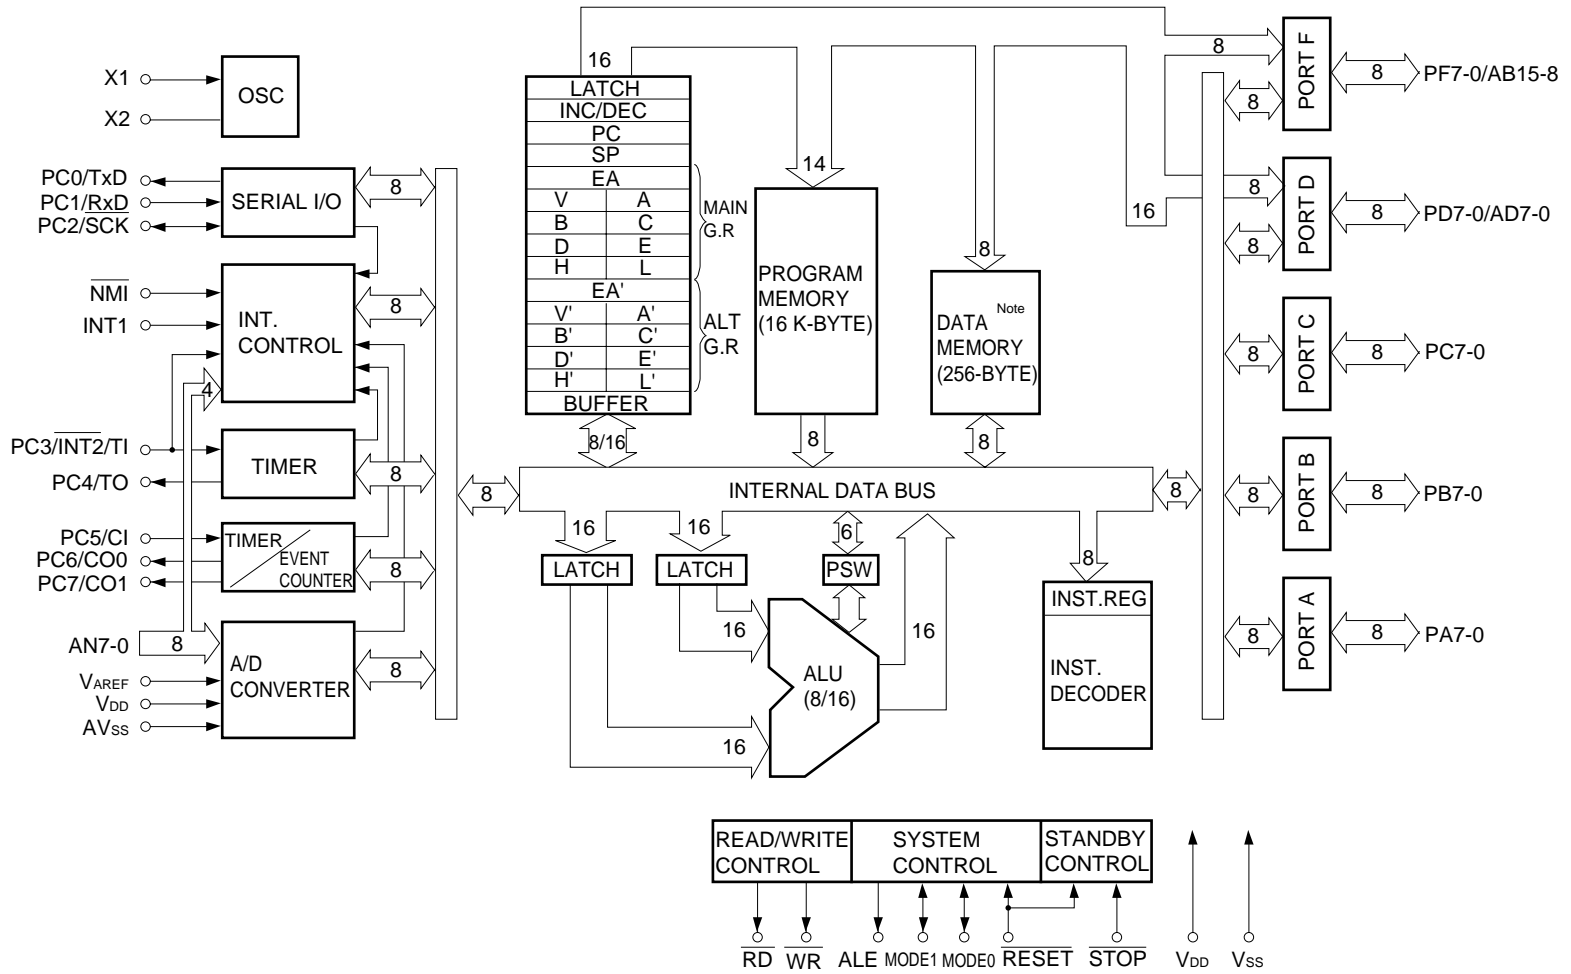 X1
X2
OSC
PC0/TxD
PC1/RxD
PC2/SCK
SERIAL I/O
8
NMI
INT1
INT.
CONTROL
8
4
PC3/INT2/TI
PC4/TO
TIMER
8
PC5/CI
PC6/CO0
PC7/CO1
TIMER
EVENT
COUNTER
8
AN7-0
8
VAREF
VDD
AVSS
A/D
CONVERTER
8
8
16
LATCH
INC/DEC
PC
SP
EA
V A
B C
D E
H L
MAIN
G.R
EA'
V' A'
B' C'
D' E'
H' L'
ALT
G.R
BUFFER
8/16
14
PROGRAM
MEMORY
(16 K-BYTE)
8
8
DATA Note
MEMORY
(256-BYTE)
8
16
INTERNAL DATA BUS
16
LATCH
16
LATCH
6
PSW
16
16
16
ALU
(8/16)
8
INST.REG
INST.
DECODER
8
8
8
PORT F
8
PF7-0/AB15-8
8
8
PORT D
8
PD7-0/AD7-0
8
PORT C
8
PC7-0
8
PORT B
8
PB7-0
8
PORT A
8
PA7-0
READ/WRITE
CONTROL
SYSTEM
CONTROL
STANDBY
CONTROL
RD
WR
ALE
MODE1
MODE0
RESET
STOP
VDD
VSS